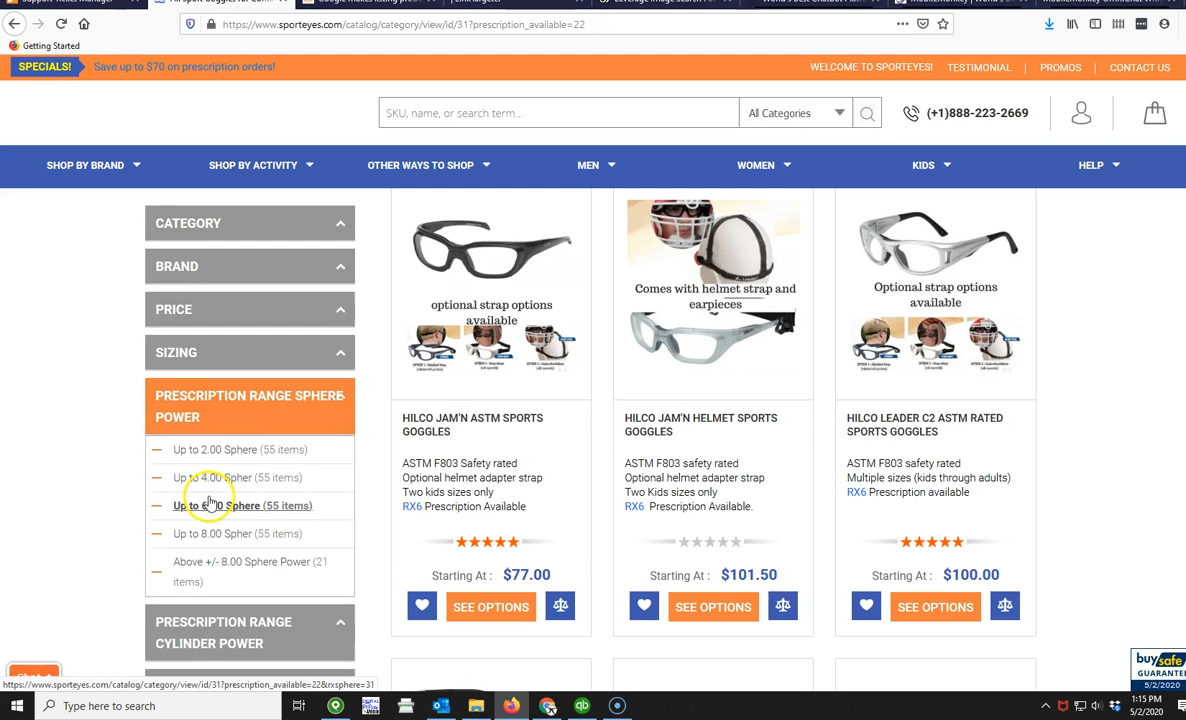 https://www.sporteyes.com/catalog/category/view/id/31?prescription_available=22
Getting Started
SPECIALS!
Save up to $70 on prescription orders!
WELCOME TO SPORTEYES!
TESTIMONIAL
PROMOS
CONTACT US
SKU, name, or search term...
All Categories
(+1)888-223-2669
SHOP BY BRAND
SHOP BY ACTIVITY
OTHER WAYS TO SHOP
MEN
WOMEN
KIDS
HELP
CATEGORY
BRAND
PRICE
SIZING
PRESCRIPTION RANGE SPHERE
POWER
Up to 2.00 Sphere (55 items)
Up to 4.00 Spher (55 items)
Up to 6.00 Sphere (55 items)
Up to 8.00 Spher (55 items)
Above +/- 8.00 Sphere Power (21
items)
PRESCRIPTION RANGE
CYLINDER POWER
optional strap options
available
HILCO JAM'N ASTM SPORTS
GOGGLES
ASTM F803 Safety rated
Optional helmet adapter strap
Two kids sizes only
RX6 Prescription Available
Starting At : $77.00
SEE OPTIONS
Comes with helmet strap and
earpieces
HILCO JAM'N HELMET SPORTS
GOGGLES
ASTM F803 Safety rated
Optional helmet adapter strap
Two Kids sizes only
RX6 Prescription Available.
Starting At : $101.50
SEE OPTIONS
Optional strap options
available
HILCO LEADER C2 ASTM RATED
SPORTS GOGGLES
ASTM F803 Safety rated
Multiple sizes (kids through adults)
RX6 Prescription available
Starting At : $100.00
SEE OPTIONS
buySafe
GUARANTE
5/2/2020
https://www.sporteyes.com/catalog/category/view/id/31?prescription_available=22&rxsphere=31
Type here to search
1:15 PM
5/2/2020